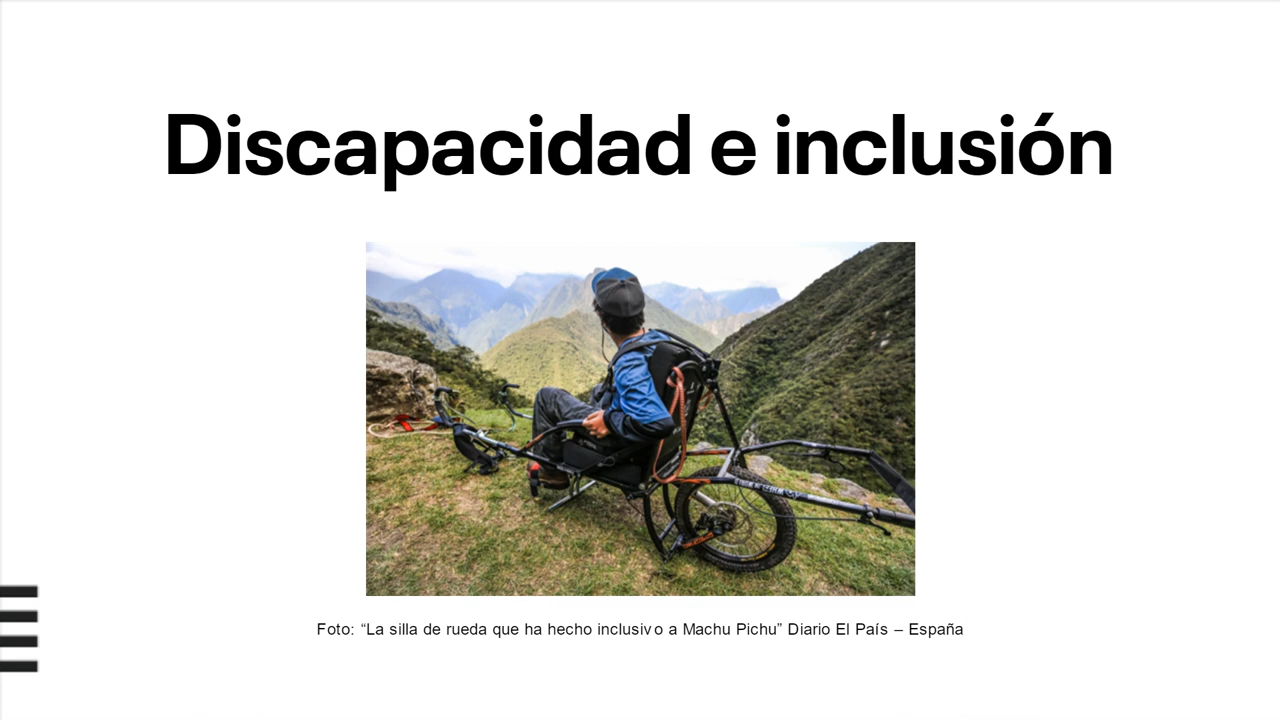 Discapacidad e inclusión
Foto: “La silla de rueda que ha hecho inclusivo a Machu Pichu” Diario El País – España